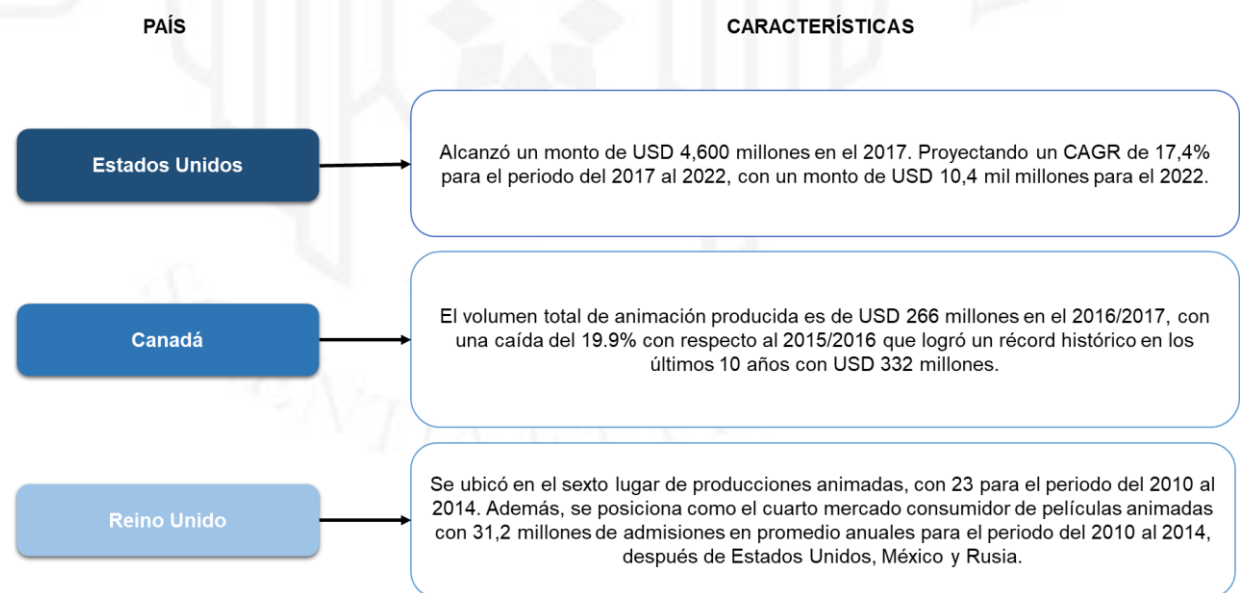 PAÍS
CARACTERÍSTICAS
Estados Unidos
Alcanzó un monto de USD 4,600 millones en el 2017. Proyectando un CAGR de 17,4%
para el periodo del 2017 al 2022, con un monto de USD 10,4 mil millones para el 2022.
Canadá
El volumen total de animación producida es de USD 266 millones en el 2016/2017, con
una caída del 19.9% con respecto al 2015/2016 que logró un récord histórico en los
últimos 10 años con USD 332 millones.
Reino Unido
Se ubicó en el sexto lugar de producciones animadas, con 23 para el periodo del 2010 al
2014. Además, se posiciona como el cuarto mercado consumidor de películas animadas
con 31,2 millones de admisiones en promedio anuales para el periodo del 2010 al 2014,
después de Estados Unidos, México y Rusia.